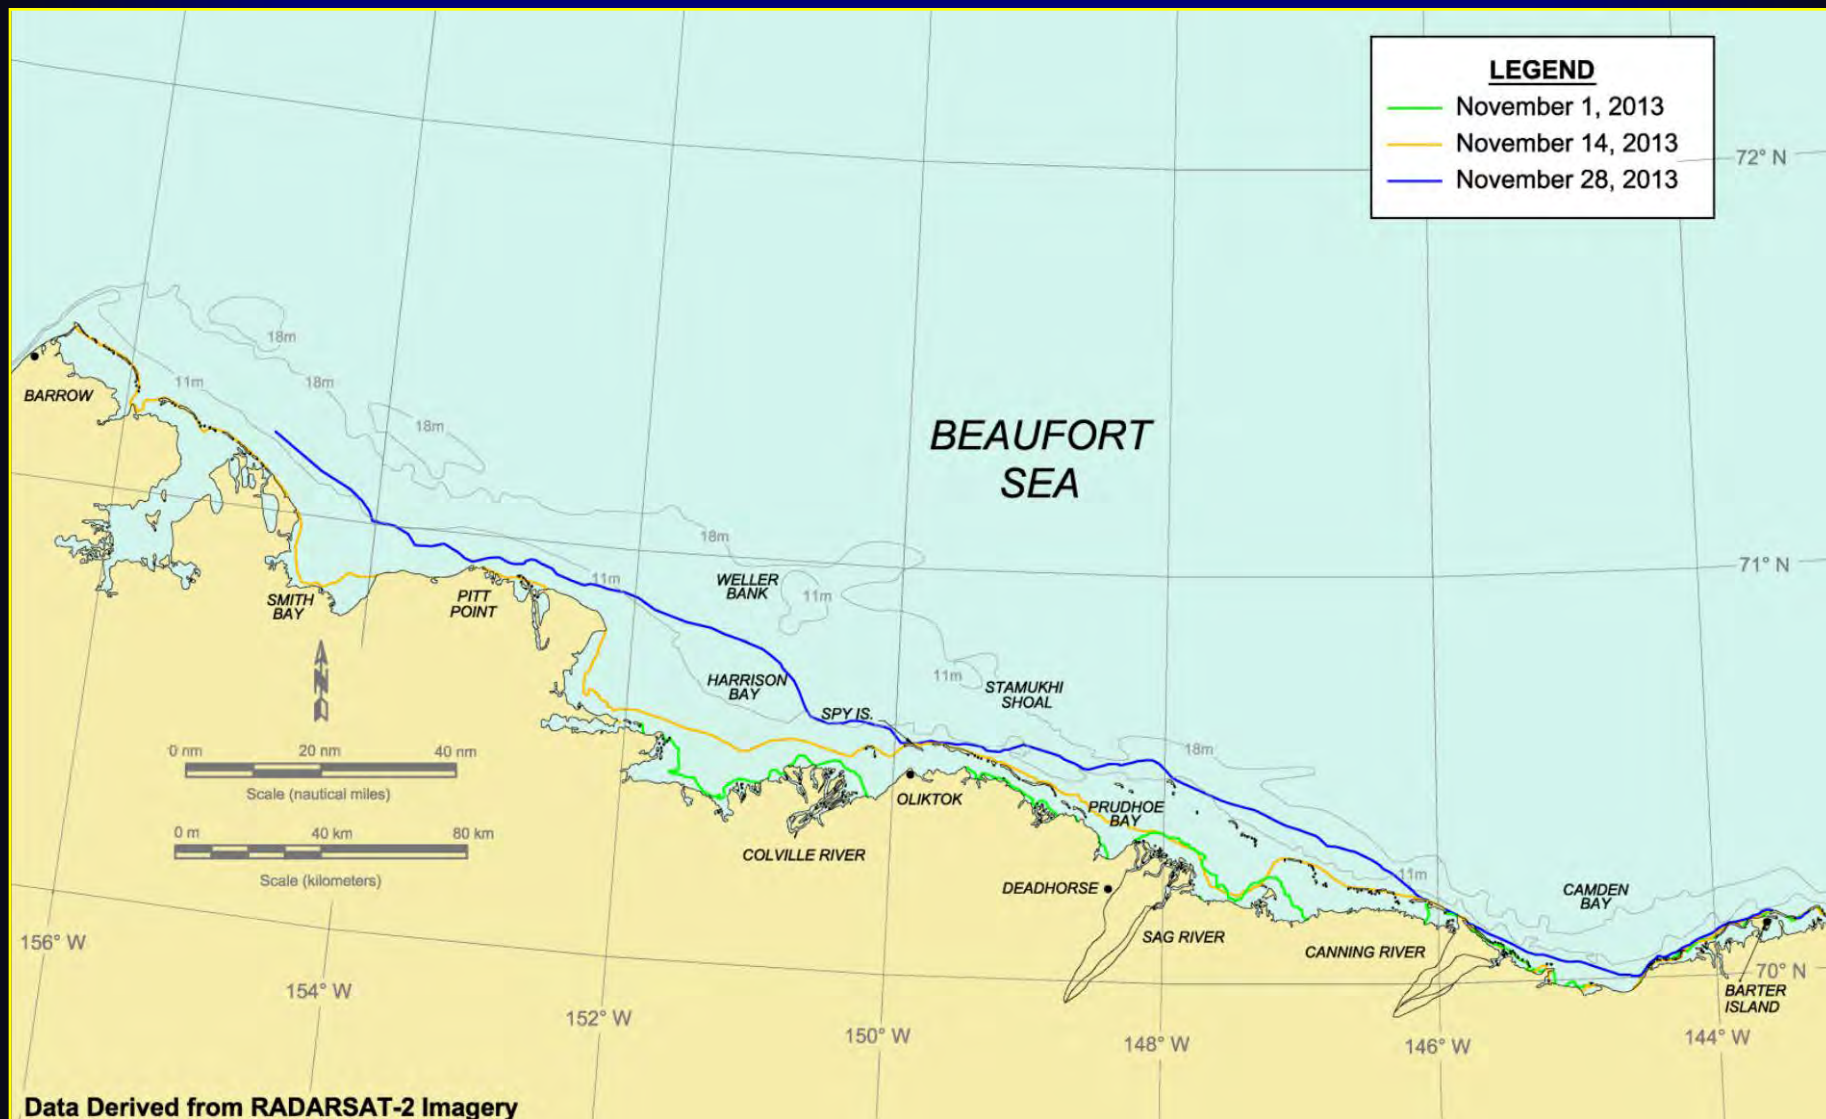 LEGEND
November 1, 2013
November 14, 2013
November 28, 2013
72° N
18m
11m
18m
BARROW
18m
BEAUFORT
SEA
18m
71° N
WELLER
BANK
11m
11m
SMITH
BAY
PITT
POINT
HARRISON
BAY
11m
STAMUKHI
SHOAL
SPY IS.
18m
N
0 nm 20 nm 40 nm
Scale (nautical miles)
OLIKTOK
PRUDHOE
BAY
0 m 40 km 80 km
Scale (kilometers)
COLVILLE RIVER
DEADHORSE
11m
CAMDEN
BAY
SAG RIVER
CANNING RIVER
70° N
BARTER
ISLAND
156° W
154° W
152° W
150° W
148° W
146° W
144° W
Data Derived from RADARSAT-2 Imagery